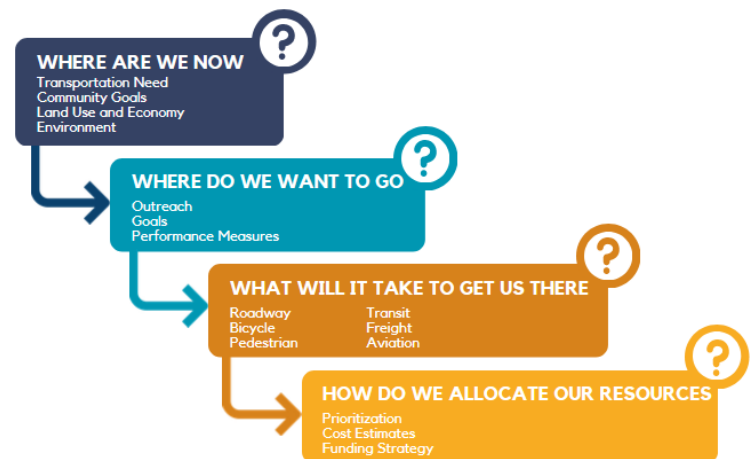 ?
WHERE ARE WE NOW
Transportation Need
Community Goals
Land Use and Economy
Environment
?
WHERE DO WE WANT TO GO
Outreach
Goals
Performance Measures
?
WHAT WILL IT TAKE TO GET US THERE
Roadway
Bicycle
Pedestrian
Transit
Freight
Aviation
?
HOW DO WE ALLOCATE OUR RESOURCES
Prioritization
Cost Estimates
Funding Strategy